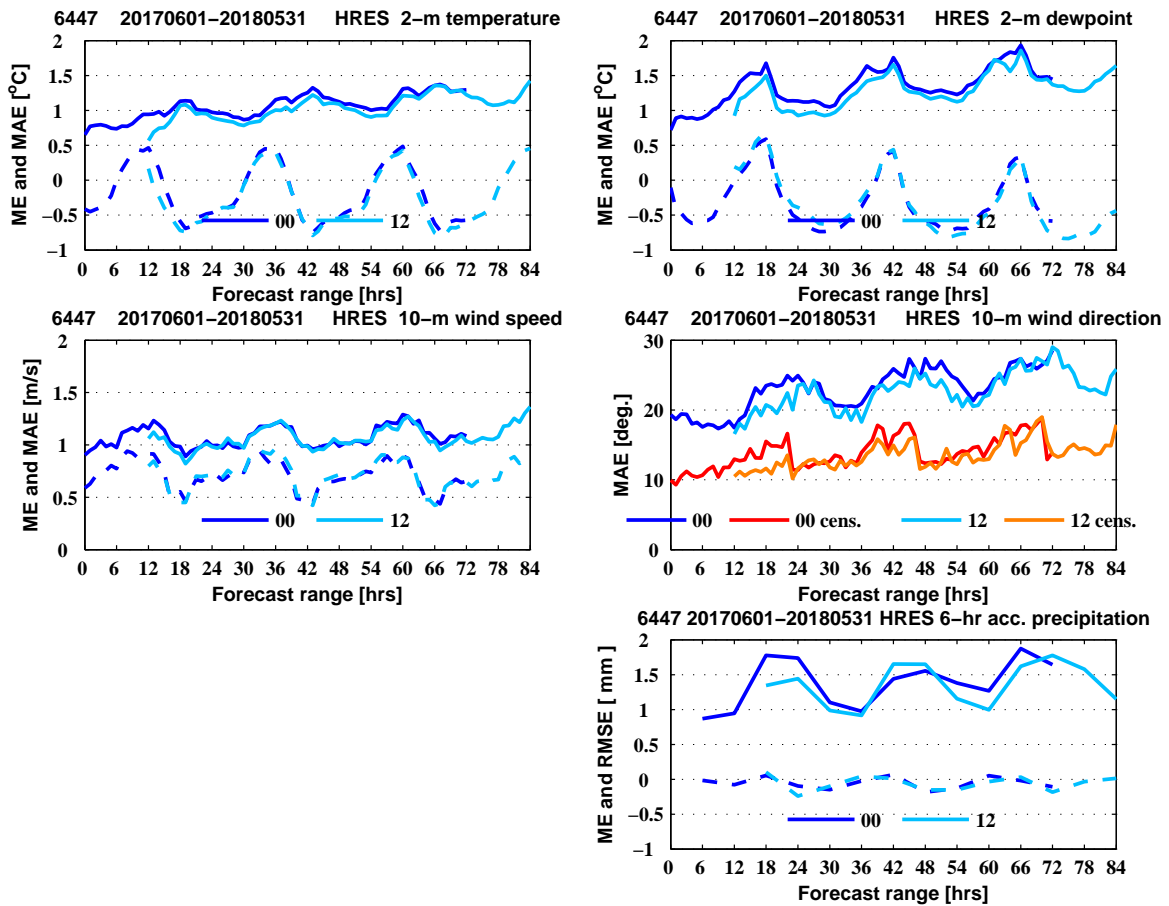 6447 20170601−20180531 HRES 2−m temperature
2
1.5
1
0.5
0
−0.5
−1
ME and MAE [°C]
00 12
0 6 12 18 24 30 36 42 48 54 60 66 72 78 84
Forecast range [hrs]
6447 20170601−20180531 HRES 2−m dewpoint
2
1.5
1
0.5
0
−0.5
−1
ME and MAE [°C]
00 12
0 6 12 18 24 30 36 42 48 54 60 66 72 78 84
Forecast range [hrs]
6447 20170601−20180531 HRES 10−m wind speed
2
1.5
1
0.5
0
ME and MAE [m/s]
00 12
0 6 12 18 24 30 36 42 48 54 60 66 72 78 84
Forecast range [hrs]
6447 20170601−20180531 HRES 10−m wind direction
30
20
10
0
MAE [deg.]
00 00 cens. 12 12 cens.
0 6 12 18 24 30 36 42 48 54 60 66 72 78 84
Forecast range [hrs]
6447 20170601−20180531 HRES 6−hr acc. precipitation
2
1.5
1
0.5
0
−0.5
−1
ME and RMSE [ mm ]
00 12
0 6 12 18 24 30 36 42 48 54 60 66 72 78 84
Forecast range [hrs]